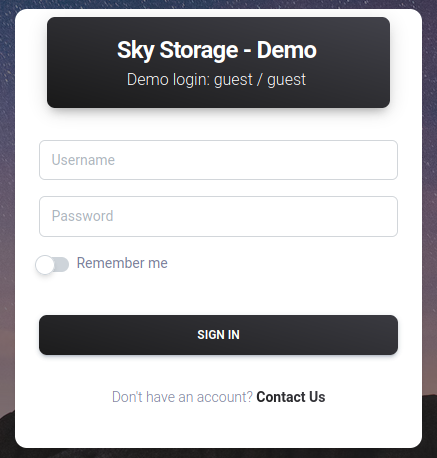 Sky Storage - Demo
Demo login: guest / guest
Username
Password
Remember me
SIGN IN
Don't have an account? Contact Us